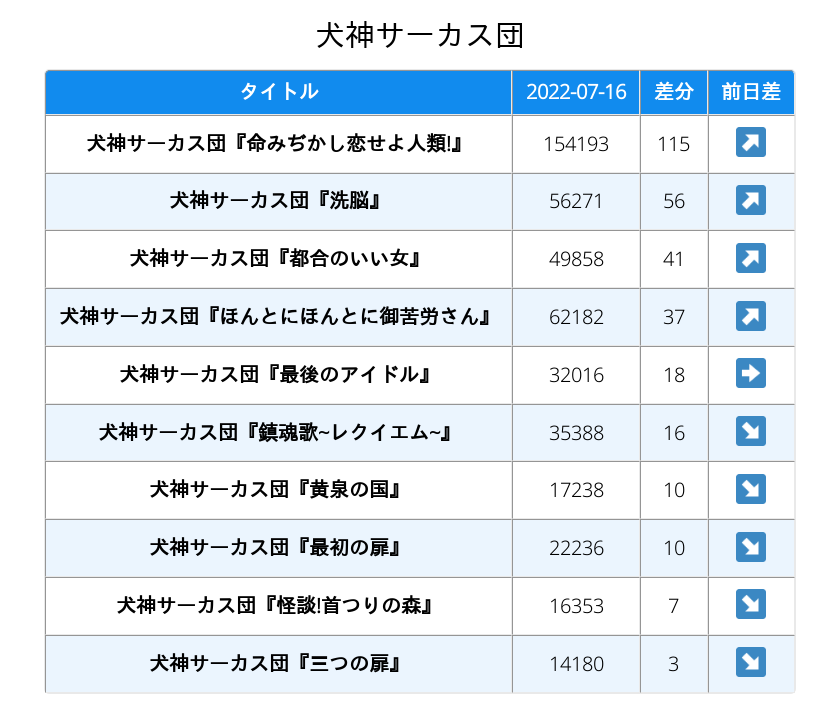 犬神サーカス団
タイトル 2022-07-16 差分 前日差
犬神サーカス団『命みぢかし恋せよ人類!』 154193 115 ↗
犬神サーカス団『洗脳』 56271 56 ↗
犬神サーカス団『都合のいい女』 49858 41 ↗
犬神サーカス団『ほんとにほんとに御苦労さん』 62182 37 ↗
犬神サーカス団『最後のアイドル』 32016 18 ➡
犬神サーカス団『鎮魂歌~レクイエム~』 35388 16 ↘
犬神サーカス団『黄泉の国』 17238 10 ↘
犬神サーカス団『最初の扉』 22236 10 ↘
犬神サーカス団『怪談!首つりの森』 16353 7 ↘
犬神サーカス団『三つの扉』 14180 3 ↘